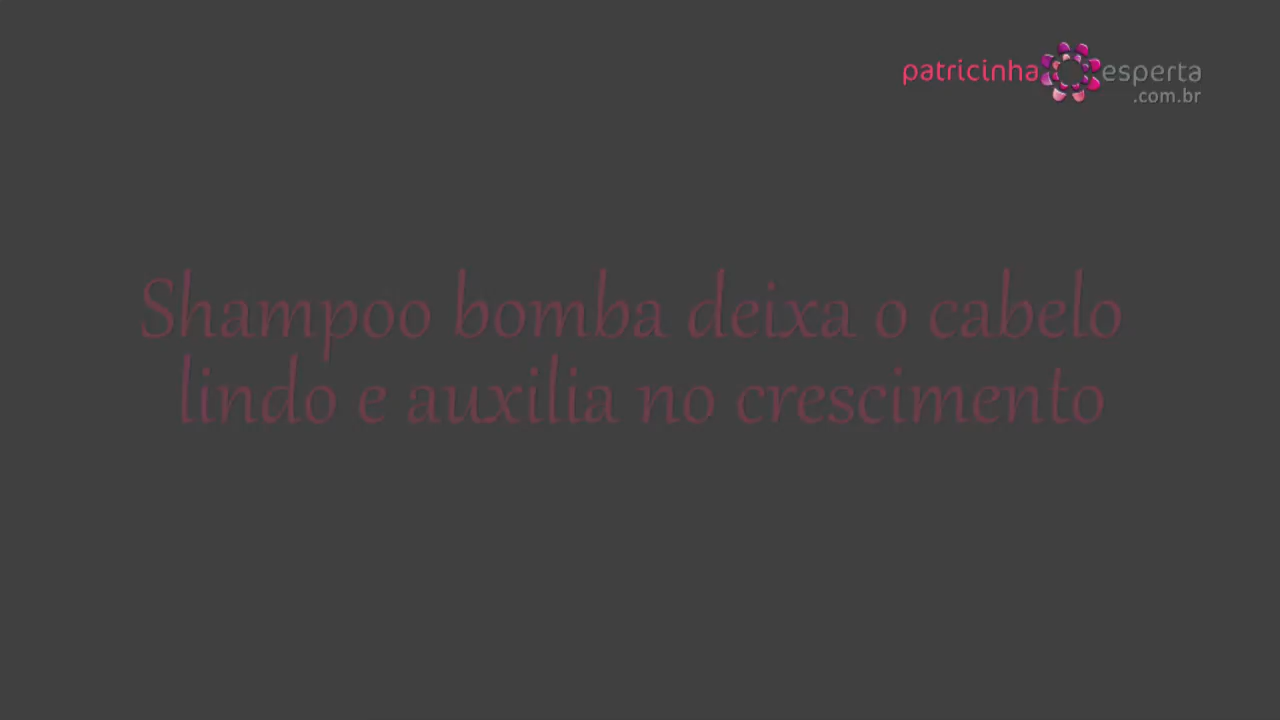 patricinha esperta
.com.br
Shampoo bomba deixa o cabelo
lindo e auxilia no crescimento